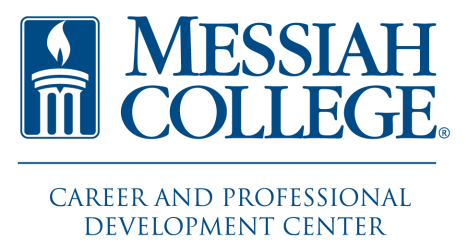 MESSIAH
COLLEGE®
CAREER AND PROFESSIONAL
DEVELOPMENT CENTER